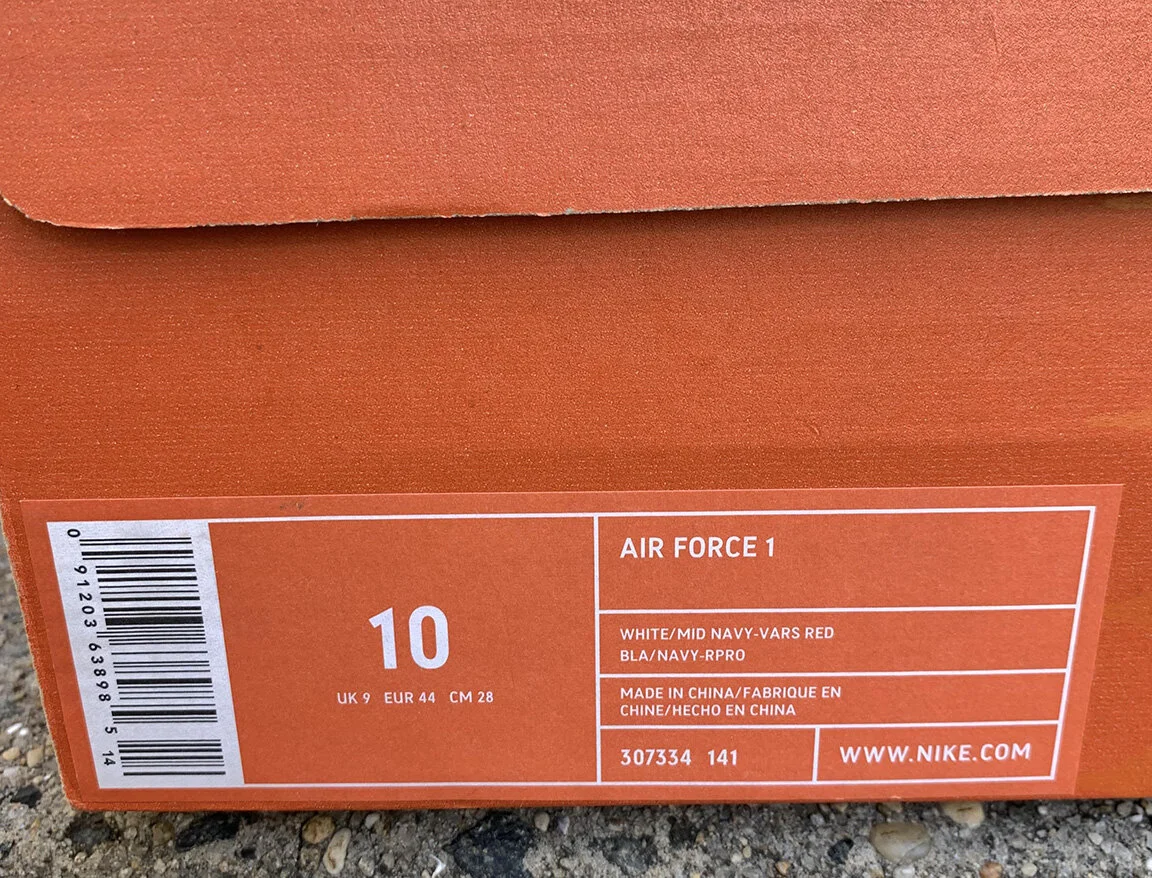 0 91203 63898 5 14
10
UK 9 EUR 44 CM 28
AIR FORCE 1
WHITE/MID NAVY-VARS RED
BLA/NAVY-RPRO
MADE IN CHINA/FABRIQUE EN
CHINE/HECHO EN CHINA
307334 141
WWW.NIKE.COM